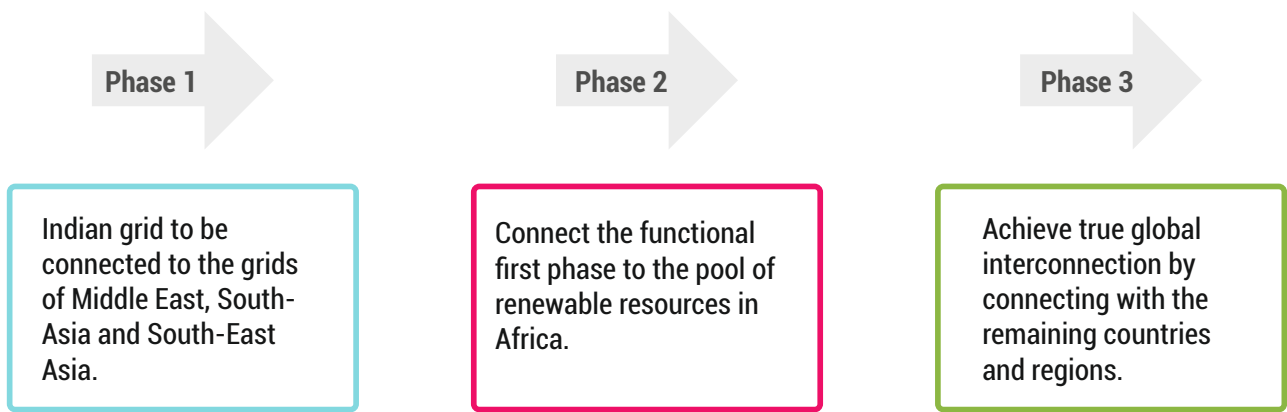 Phase 1
Indian grid to be
connected to the grids
of Middle East, South-
Asia and South-East
Asia.
Phase 2
Connect the functional
first phase to the pool of
renewable resources in
Africa.
Phase 3
Achieve true global
interconnection by
connecting with the
remaining countries
and regions.